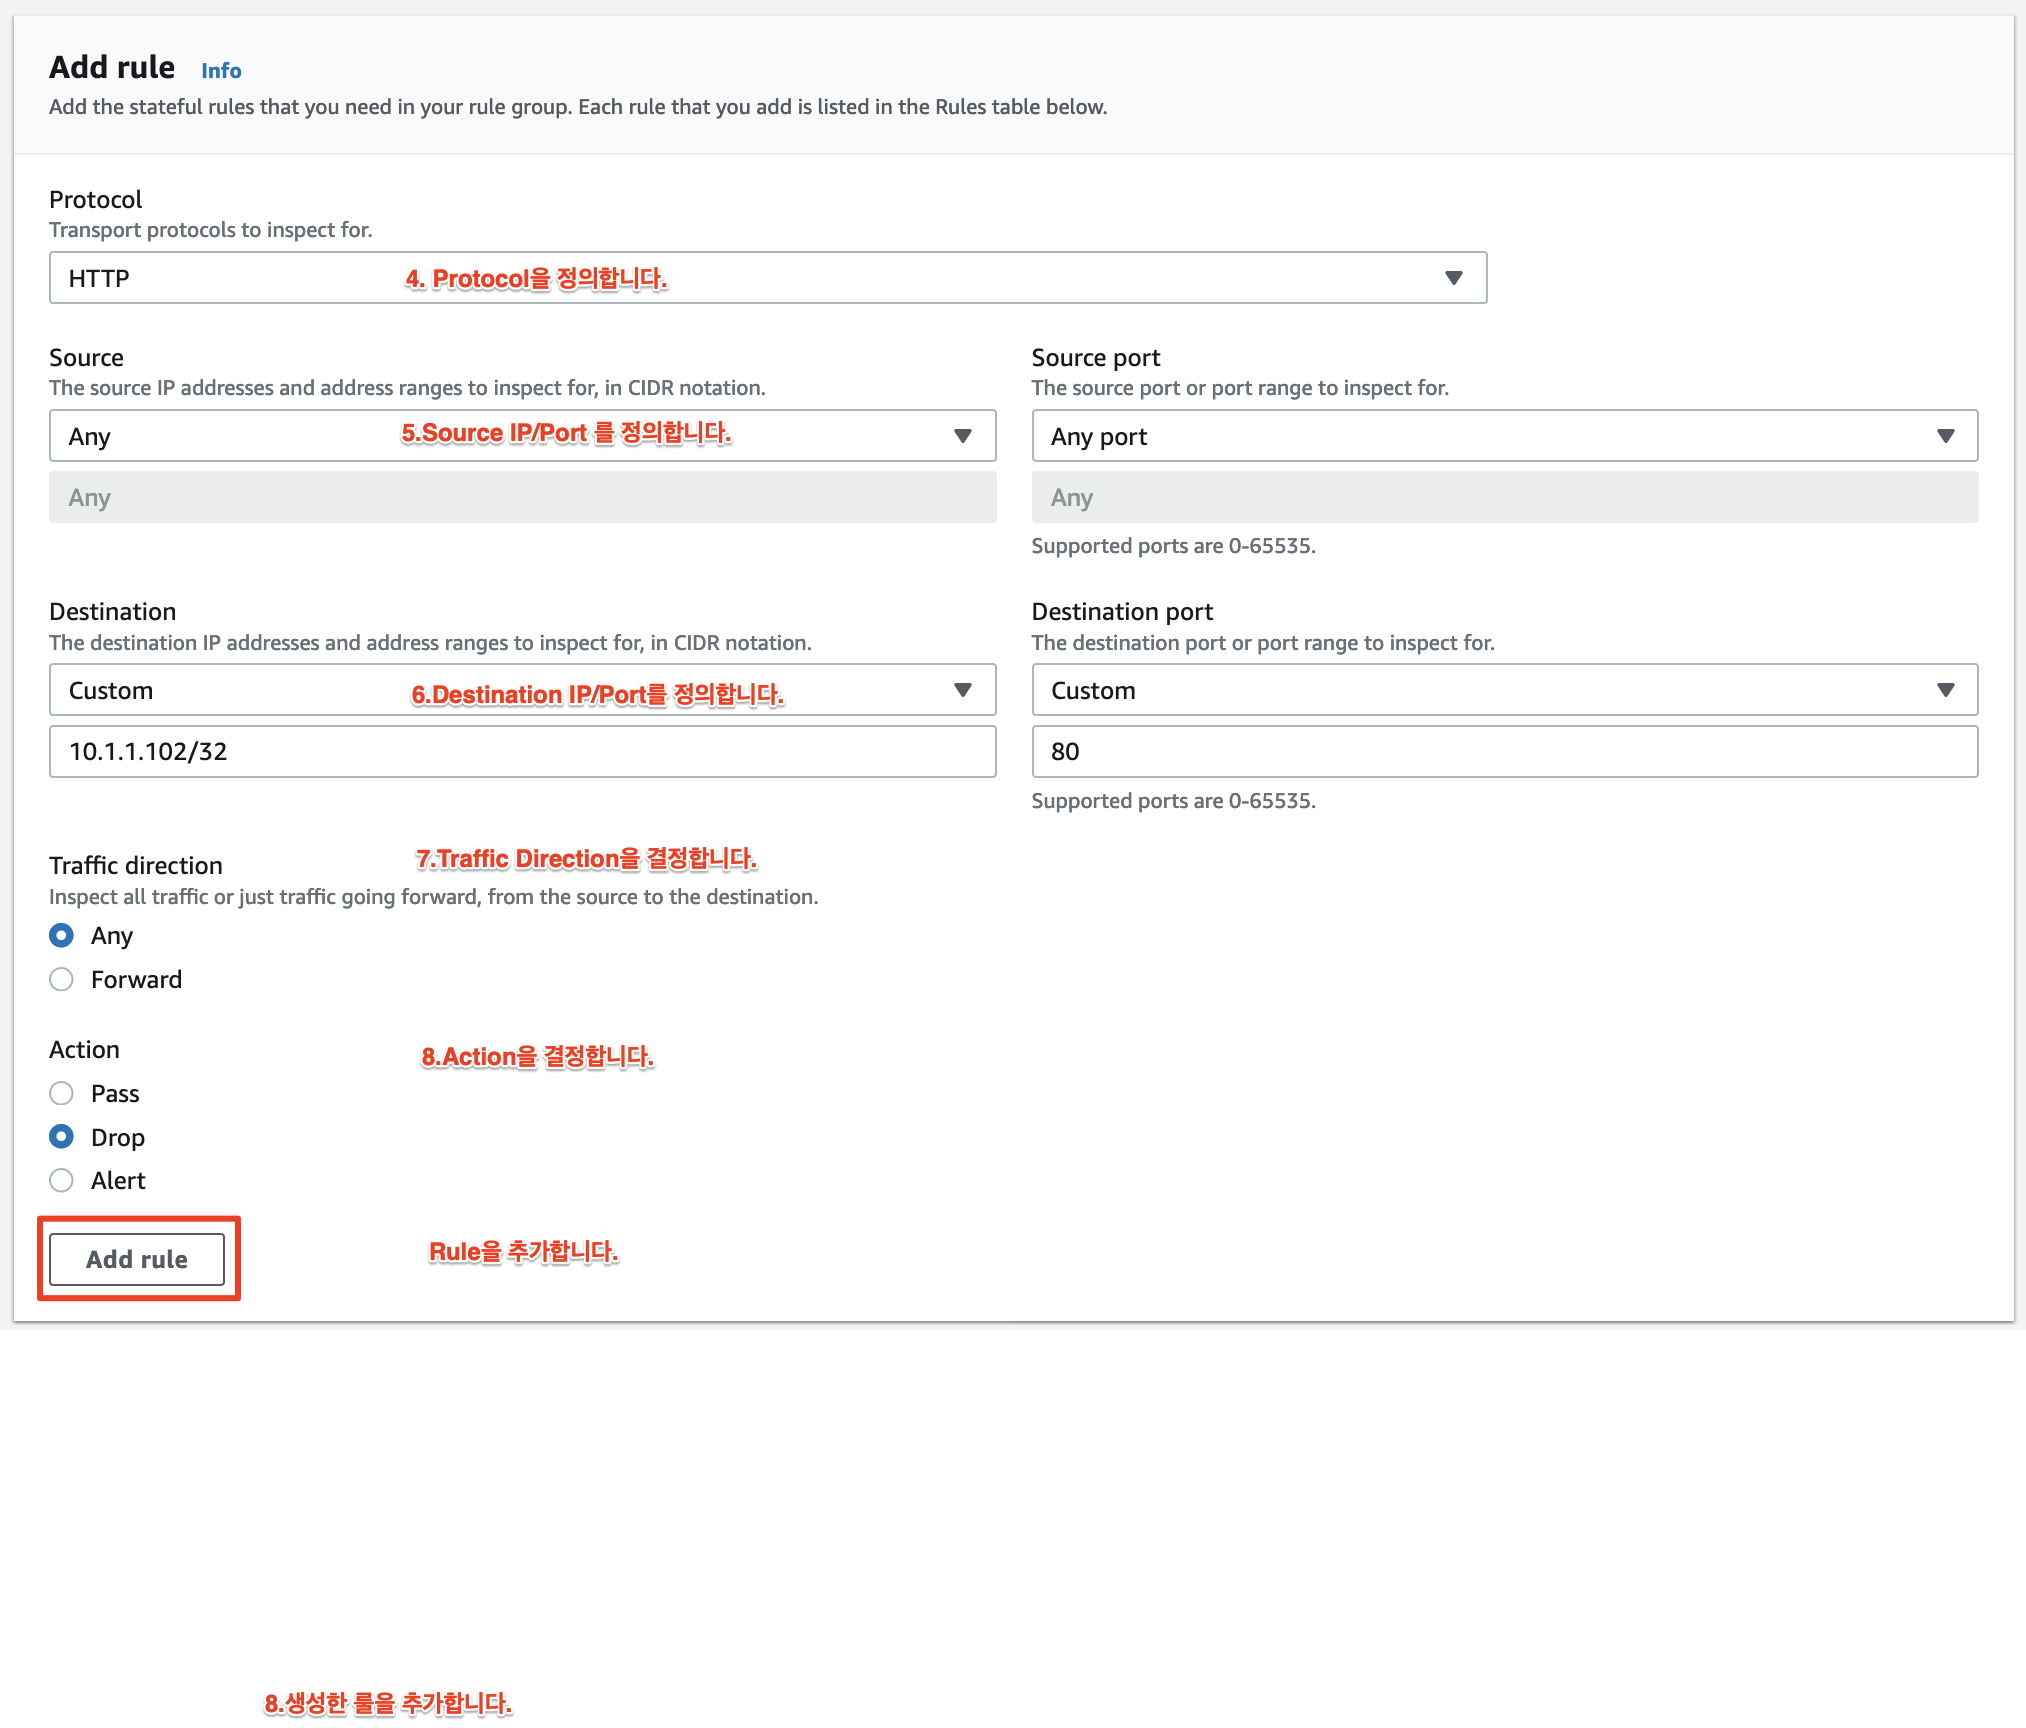 Add rule Info
Add the stateful rules that you need in your rule group. Each rule that you add is listed in the Rules table below.
Protocol
Transport protocols to inspect for.
HTTP
4. Protocol을 정의합니다.
Source
The source IP addresses and address ranges to inspect for, in CIDR notation.
Any
5.Source IP/Port 를 정의합니다.
Any
Source port
The source port or port range to inspect for.
Any port
Any
Supported ports are 0-65535.
Destination
The destination IP addresses and address ranges to inspect for, in CIDR notation.
Custom
6.Destination IP/Port를 정의합니다.
10.1.1.102/32
Destination port
The destination port or port range to inspect for.
Custom
80
Supported ports are 0-65535.
Traffic direction
7.Traffic Direction을 결정합니다.
Inspect all traffic or just traffic going forward, from the source to the destination.
Any
Forward
Action
8.Action을 결정합니다.
Pass
Drop
Alert
Add rule
Rule을 추가합니다.
8.생성한 룰을 추가합니다.